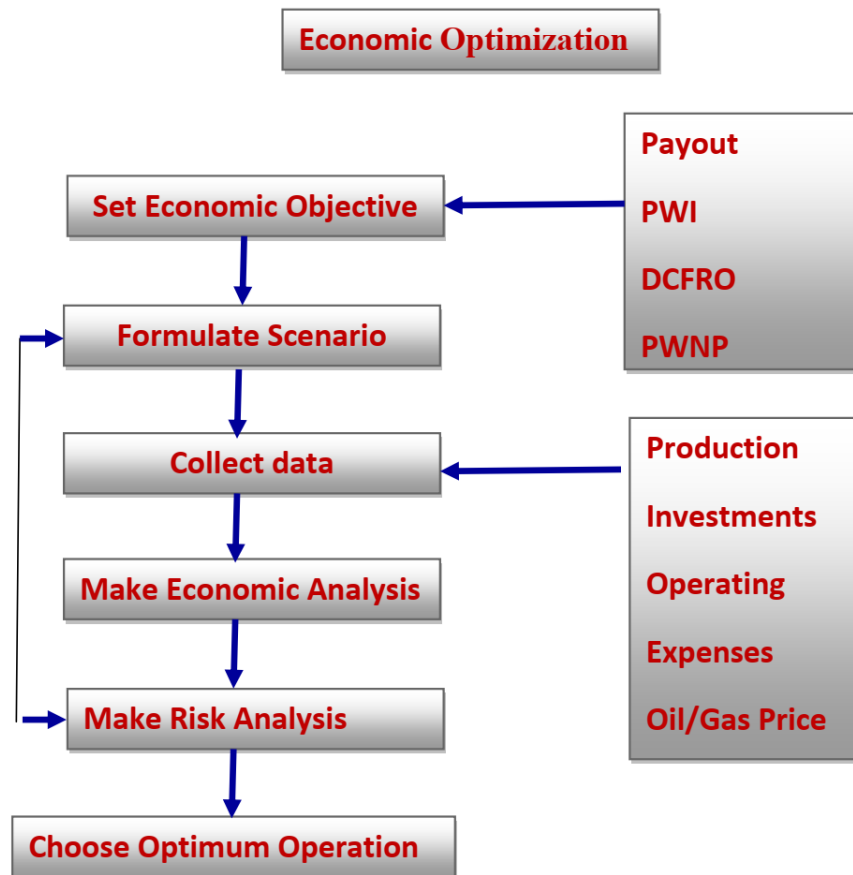 Economic Optimization
Payout
PWI
DCFRO
PWNP
Set Economic Objective
Formulate Scenario
Collect data
Production
Investments
Operating
Expenses
Oil/Gas Price
Make Economic Analysis
Make Risk Analysis
Choose Optimum Operation